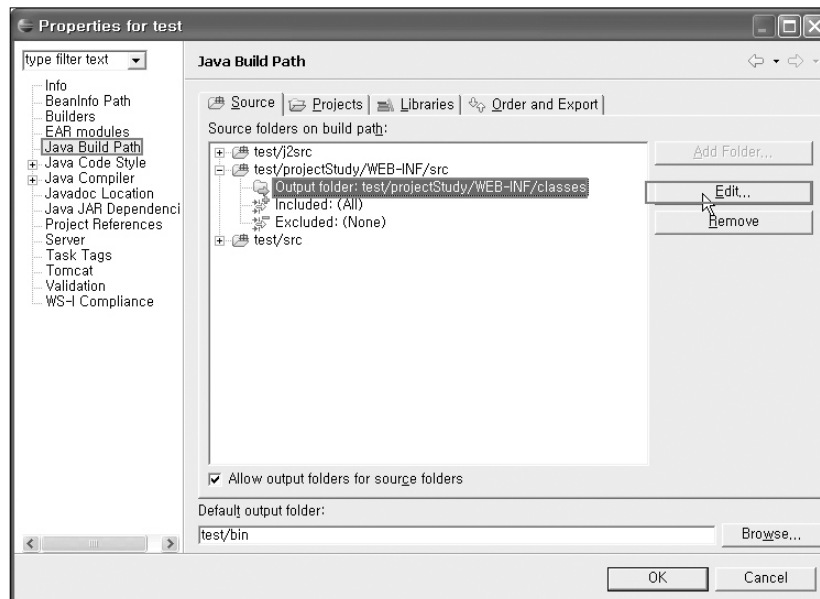 Properties for test
type filter text
Info
BeanInfo Path
Builders
EAR modules
Java Build Path
Java Code Style
Java Compiler
Javadoc Location
Java JAR Dependenci
Project References
Server
Task Tags
Tomcat
Validation
WS-I Compliance
Java Build Path
Source
Projects
Libraries
Order and Export
Source folders on build path:
test/j2src
test/projectStudy/WEB-INF/src
Output folder: test/projectStudy/WEB-INF/classes
Included: (All)
Excluded: (None)
test/src
Add Folder...
Edit...
Remove
Allow output folders for source folders
Default output folder:
test/bin
Browse...
OK
Cancel